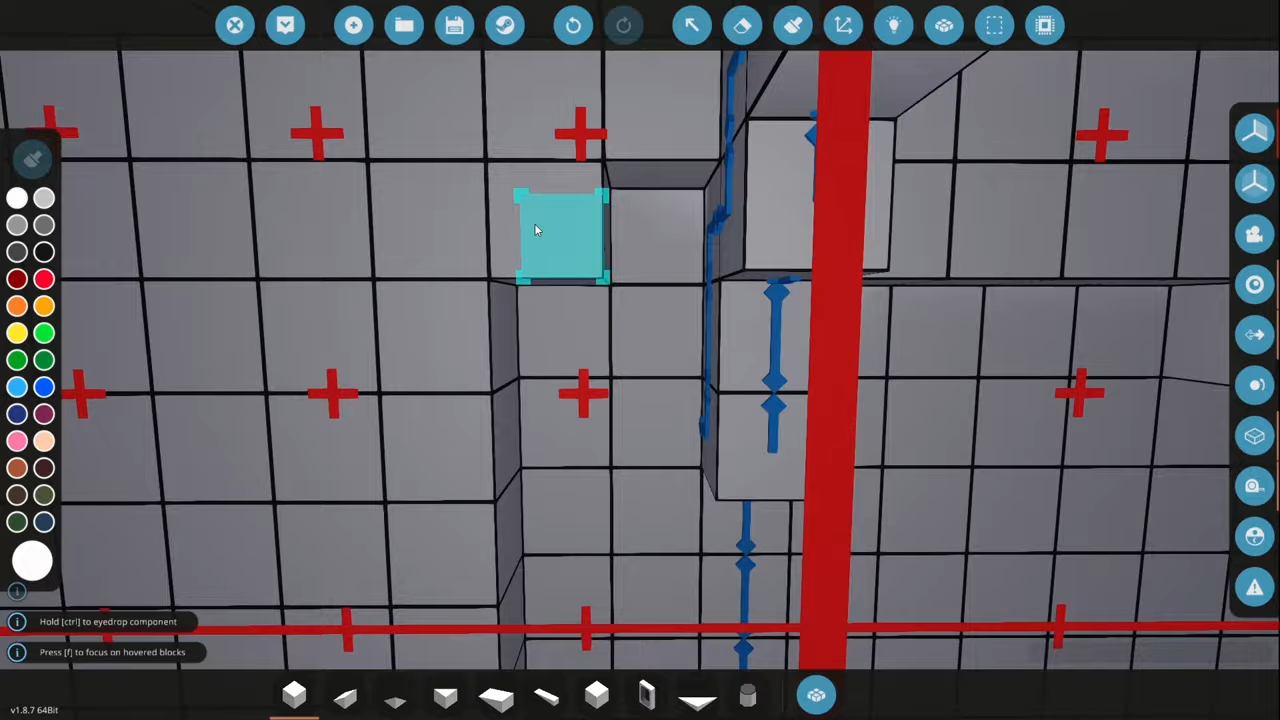 Hold [ctrl] to eyedrop component
Press [f] to focus on hovered blocks
v1.8.7 64Bit